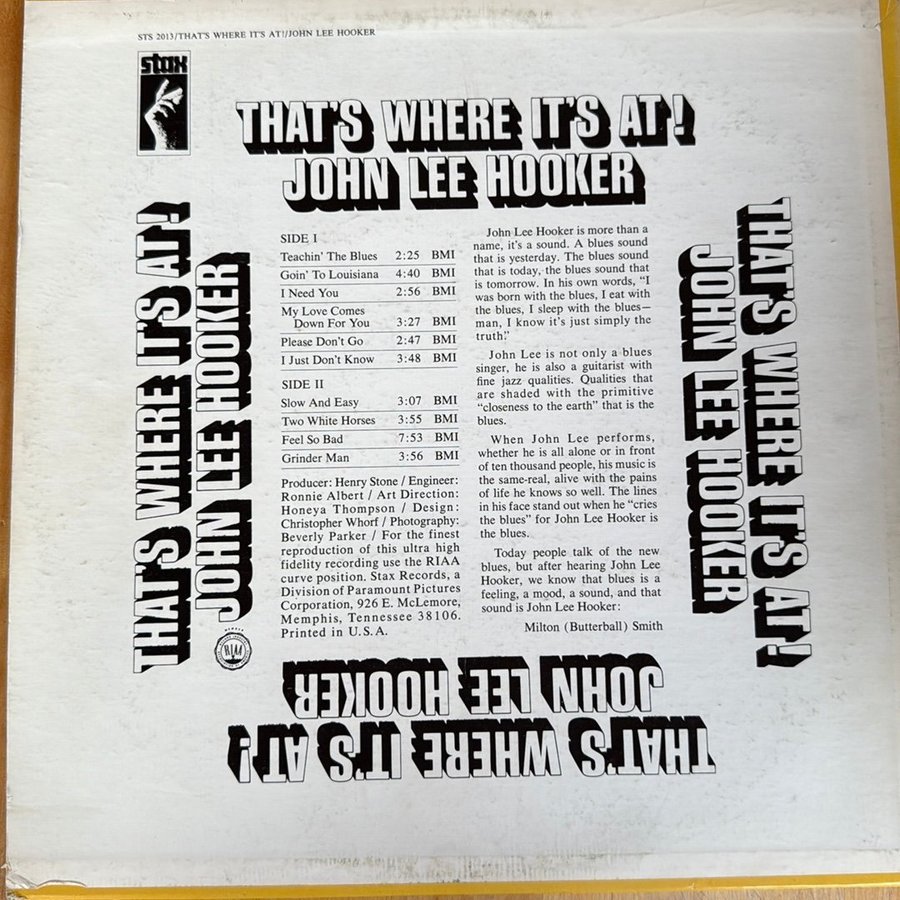 STS 2013/THAT'S WHERE IT'S AT!/JOHN LEE HOOKER
stax
THAT'S WHERE IT'S AT!
JOHN LEE HOOKER
THAT'S WHERE IT'S AT!
JOHN LEE HOOKER
SIDE I
Teachin' The Blues 2:25 BMI
Goin' To Louisiana 4:40 BMI
I Need You 2:56 BMI
My Love Comes
Down For You 3:27 BMI
Please Don't Go 2:47 BMI
I Just Don't Know 3:48 BMI
SIDE II
Slow And Easy 3:07 BMI
Two White Horses 3:55 BMI
Feel So Bad 7:53 BMI
Grinder Man 3:56 BMI
Producer: Henry Stone / Engineer:
Ronnie Albert / Art Direction:
Honeya Thompson / Design:
Christopher Whorf / Photography:
Beverly Parker / For the finest
reproduction of this ultra high
fidelity recording use the RIAA
curve position. Stax Records, a
Division of Paramount Pictures
Corporation, 926 E. McLemore,
Memphis, Tennessee 38106.
Printed in U.S.A.
John Lee Hooker is more than a
name, it's a sound. A blues sound
that is yesterday. The blues sound
that is today, the blues sound that
is tomorrow. In his own words, "I
was born with the blues, I eat with
the blues, I sleep with the blues—
man, I know it's just simply the
truth."
John Lee is not only a blues
singer, he is also a guitarist with
fine jazz qualities. Qualities that
are shaded with the primitive
"closeness to the earth" that is the
blues.
When John Lee performs,
whether he is all alone or in front
of ten thousand people, his music is
the same-real, alive with the pains
of life he knows so well. The lines
in his face stand out when he "cries
the blues" for John Lee Hooker is
the blues.
Today people talk of the new
blues, but after hearing John Lee
Hooker, we know that blues is a
feeling, a mood, a sound, and that
sound is John Lee Hooker:
Milton (Butterball) Smith
THAT'S WHERE IT'S AT!
JOHN LEE HOOKER
RIAA
THAT'S WHERE IT'S AT!
JOHN LEE HOOKER